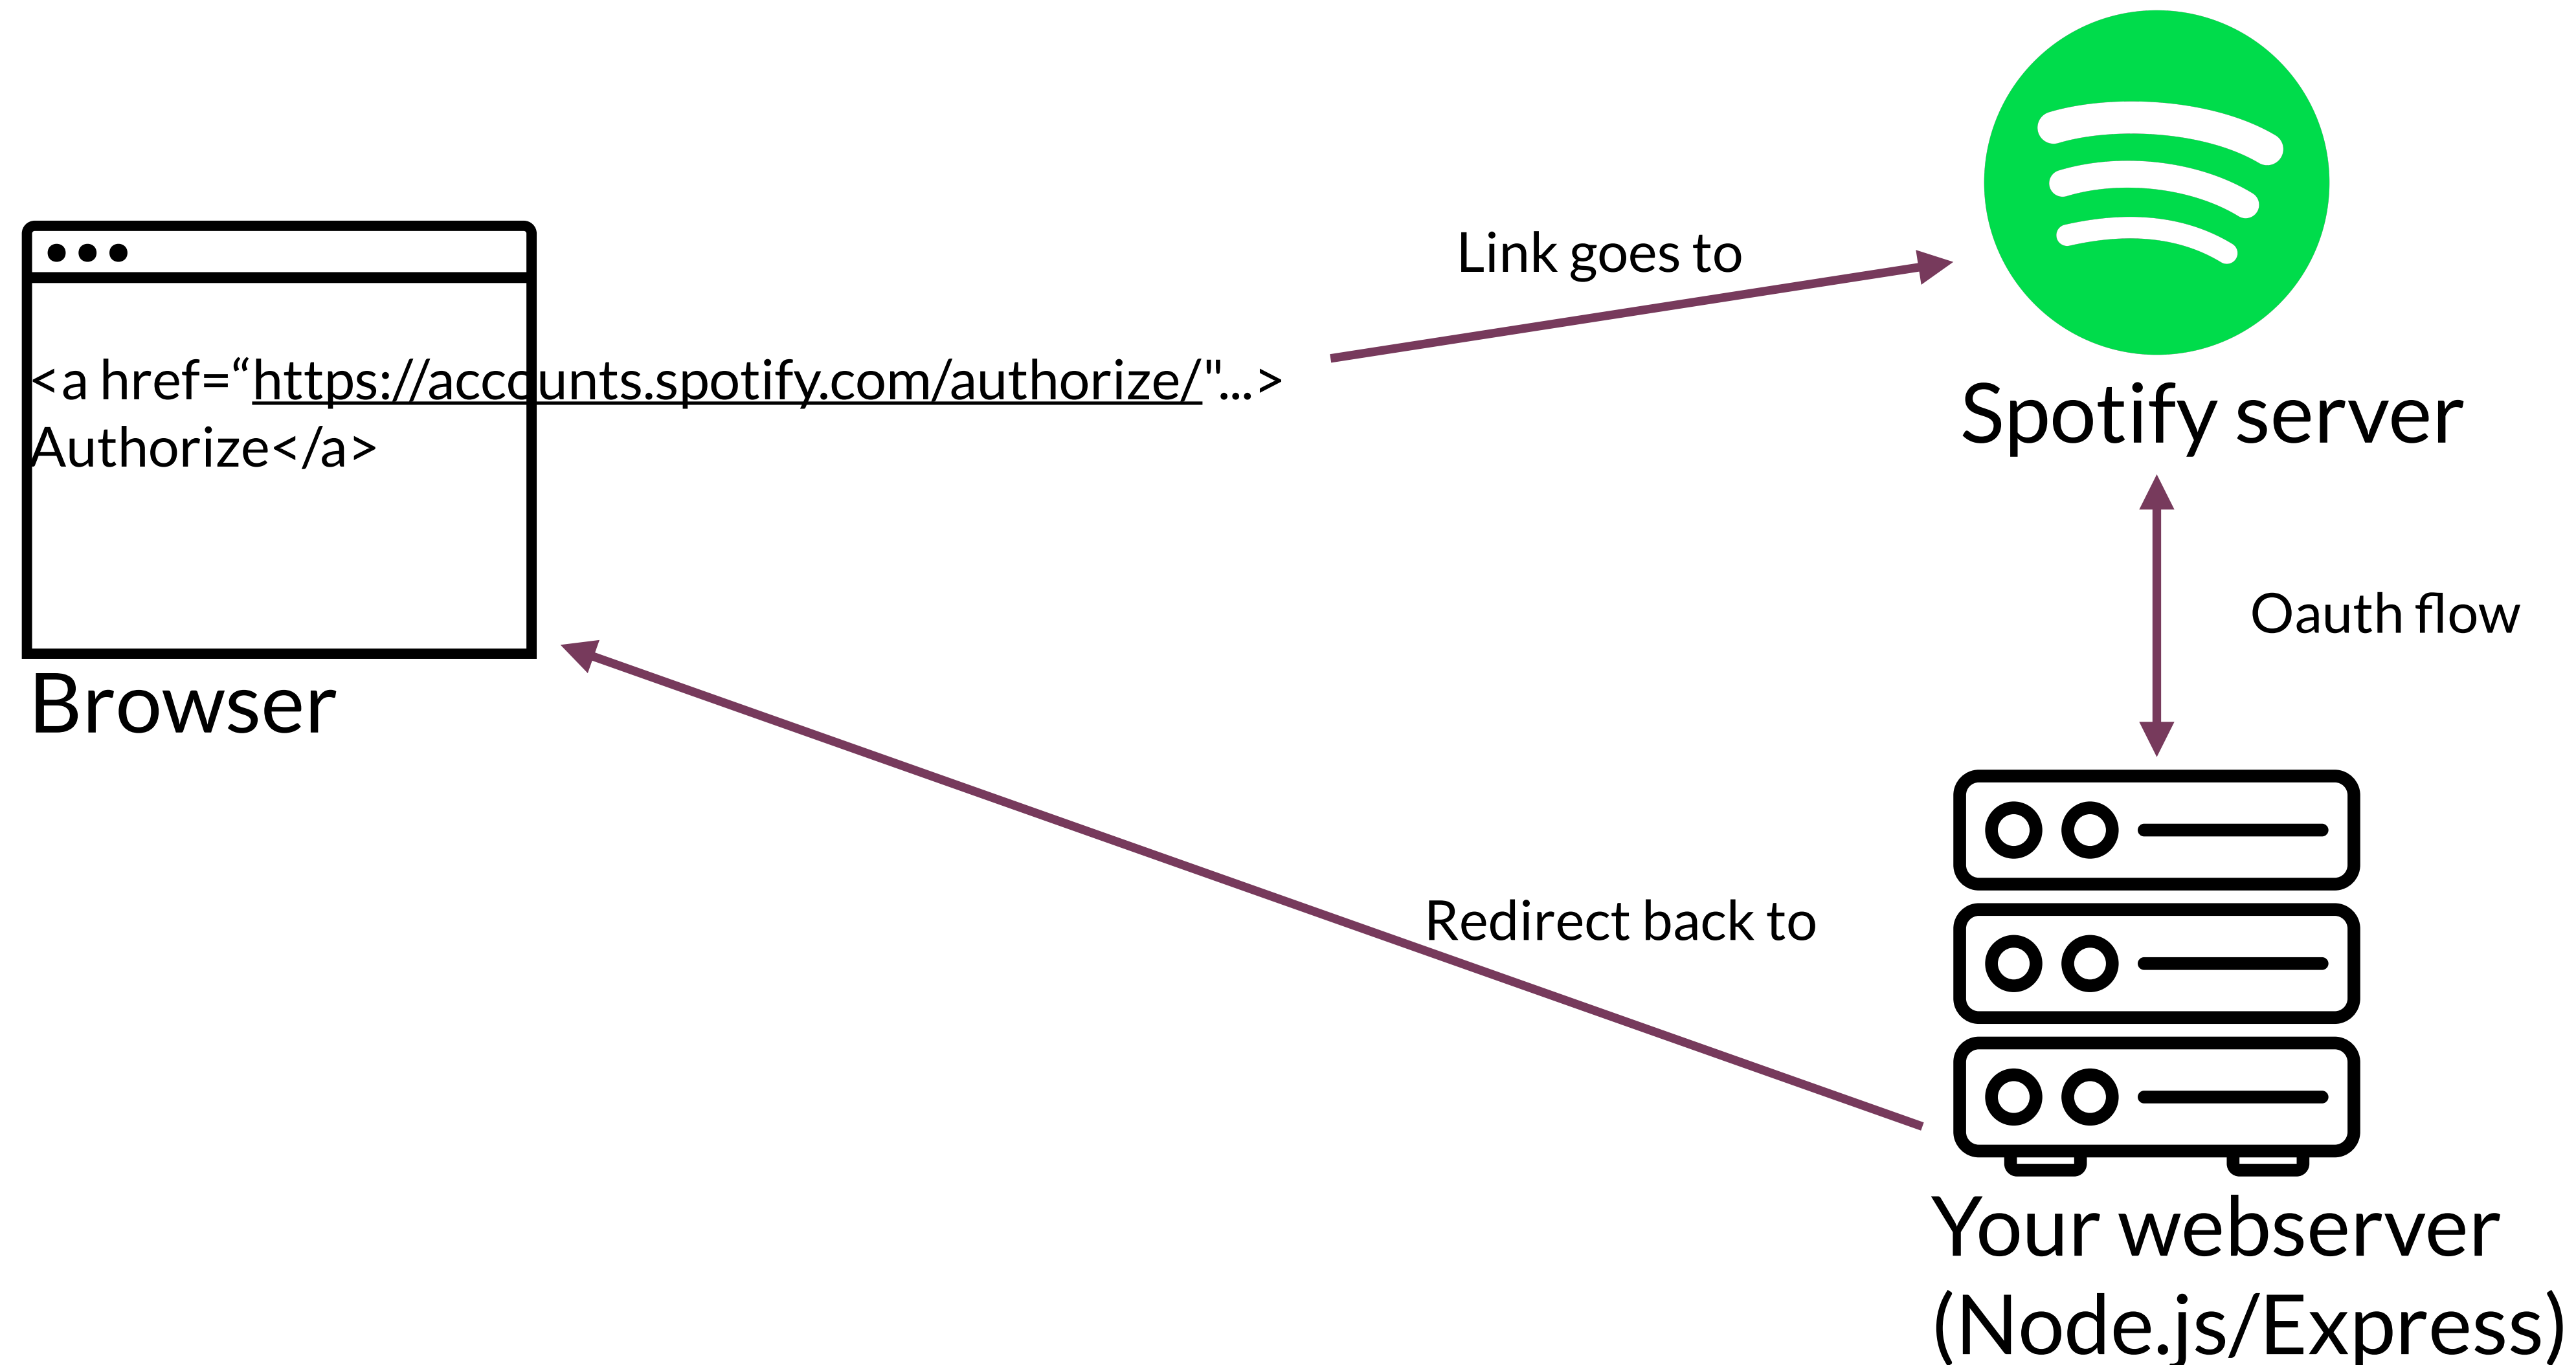 Link goes to
<a href=“https://accounts.spotify.com/authorize/"...>
Authorize</a>
Spotify server
Oauth flow
Browser
Redirect back to
Your webserver
(Node.js/Express)